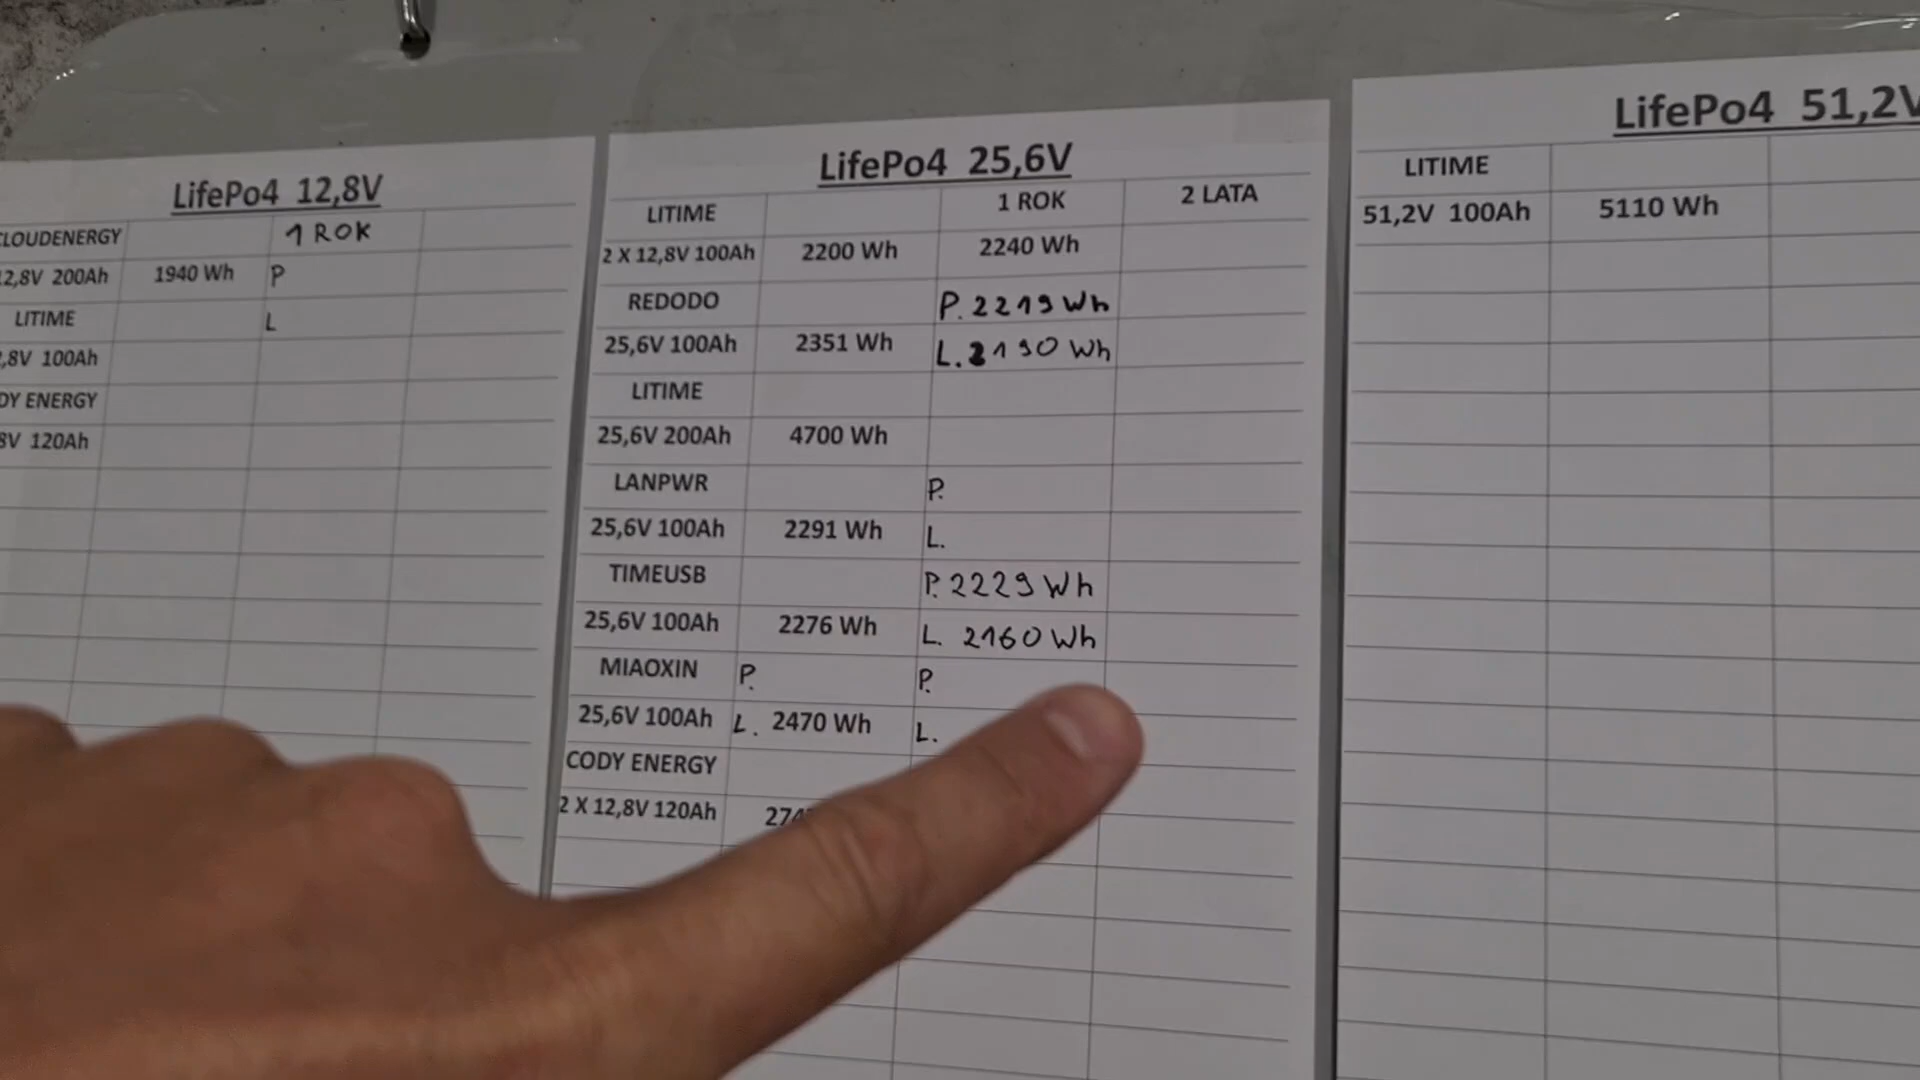 LifePo4 12,8V
CLOUDENERGY 1 ROK
12,8V 200Ah 1940 Wh P
LITIME L
,8V 100Ah
DY ENERGY
8V 120Ah
LifePo4 25,6V
LITIME 1 ROK 2 LATA
2 X 12,8V 100Ah 2200 Wh 2240 Wh
REDODO P. 2219 Wh
25,6V 100Ah 2351 Wh L. 2190 Wh
LITIME
25,6V 200Ah 4700 Wh
LANPWR P.
25,6V 100Ah 2291 Wh L.
TIMEUSB P. 2229 Wh
25,6V 100Ah 2276 Wh L. 2160 Wh
MIAOXIN P. P.
25,6V 100Ah L. 2470 Wh L.
CODY ENERGY
2 X 12,8V 120Ah
LifePo4 51,2V
LITIME
51,2V 100Ah 5110 Wh